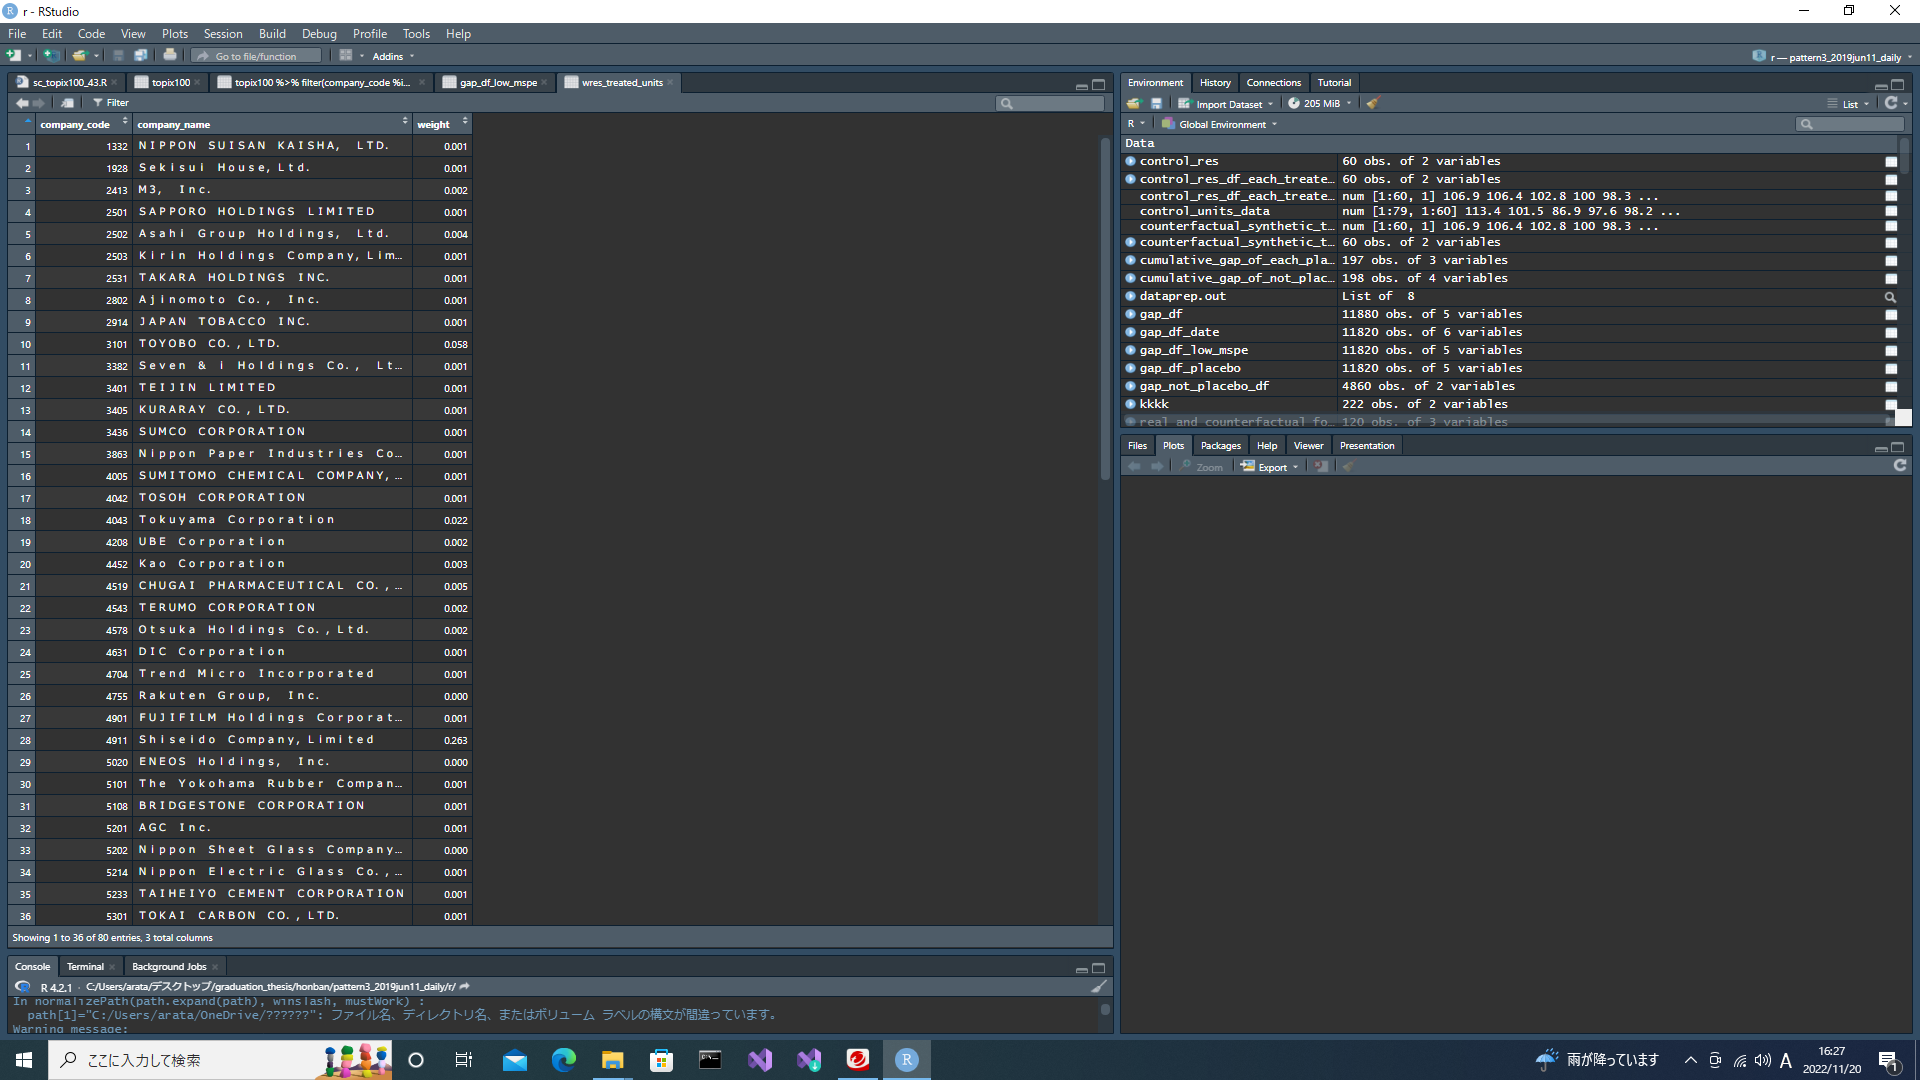 r - RStudio
File Edit Code View Plots Session Build Debug Profile Tools Help
Go to file/function Addins r — pattern3_2019jun11_daily
sc_topix100_43.R topix100 topix100 %>% filter(company_code %i... gap_df_low_mspe wres_treated_units
Filter
company_code company_name weight
1 1332 NIPPON SUISAN KAISHA, LTD. 0.001
2 1928 Sekisui House,Ltd. 0.001
3 2413 M3, Inc. 0.002
4 2501 SAPPORO HOLDINGS LIMITED 0.001
5 2502 Asahi Group Holdings, Ltd. 0.004
6 2503 Kirin Holdings Company,Lim... 0.001
7 2531 TAKARA HOLDINGS INC. 0.001
8 2802 Ajinomoto Co., Inc. 0.001
9 2914 JAPAN TOBACCO INC. 0.001
10 3101 TOYOBO CO.,LTD. 0.058
11 3382 Seven & i Holdings Co., Lt... 0.001
12 3401 TEIJIN LIMITED 0.001
13 3405 KURARAY CO.,LTD. 0.001
14 3436 SUMCO CORPORATION 0.001
15 3863 Nippon Paper Industries Co... 0.001
16 4005 SUMITOMO CHEMICAL COMPANY,... 0.001
17 4042 TOSOH CORPORATION 0.001
18 4043 Tokuyama Corporation 0.022
19 4208 UBE Corporation 0.002
20 4452 Kao Corporation 0.003
21 4519 CHUGAI PHARMACEUTICAL CO.,... 0.005
22 4543 TERUMO CORPORATION 0.002
23 4578 Otsuka Holdings Co.,Ltd. 0.002
24 4631 DIC Corporation 0.001
25 4704 Trend Micro Incorporated 0.001
26 4755 Rakuten Group, Inc. 0.000
27 4901 FUJIFILM Holdings Corporat... 0.001
28 4911 Shiseido Company,Limited 0.263
29 5020 ENEOS Holdings, Inc. 0.000
30 5101 The Yokohama Rubber Compan... 0.001
31 5108 BRIDGESTONE CORPORATION 0.001
32 5201 AGC Inc. 0.001
33 5202 Nippon Sheet Glass Company... 0.000
34 5214 Nippon Electric Glass Co.,... 0.001
35 5233 TAIHEIYO CEMENT CORPORATION 0.001
36 5301 TOKAI CARBON CO.,LTD. 0.001
Showing 1 to 36 of 80 entries, 3 total columns
Console Terminal Background Jobs
R 4.2.1 · C:/Users/arata/デスクトップ/graduation_thesis/honban/pattern3_2019jun11_daily/r/
In normalizePath(path.expand(path), winslash, mustWork) :
path[1]="C:/Users/arata/OneDrive/??????": ファイル名、ディレクトリ名、またはボリューム ラベルの構文が間違っています。
Warning message:
Environment History Connections Tutorial
Import Dataset 205 MiB List
R Global Environment
Data
control_res 60 obs. of 2 variables
control_res_df_each_treate... 60 obs. of 2 variables
control_res_df_each_treate... num [1:60, 1] 106.9 106.4 102.8 100 98.3 ...
control_units_data num [1:79, 1:60] 113.4 101.5 86.9 97.6 98.2 ...
counterfactual_synthetic_t... num [1:60, 1] 106.9 106.4 102.8 100 98.3 ...
counterfactual_synthetic_t... 60 obs. of 2 variables
cumulative_gap_of_each_pla... 197 obs. of 3 variables
cumulative_gap_of_not_plac... 198 obs. of 4 variables
dataprep.out List of 8
gap_df 11880 obs. of 5 variables
gap_df_date 11820 obs. of 6 variables
gap_df_low_mspe 11820 obs. of 5 variables
gap_df_placebo 11820 obs. of 5 variables
gap_not_placebo_df 4860 obs. of 2 variables
kkkk 222 obs. of 2 variables
real_and_counterfactual_fo... 120 obs. of 3 variables
Files Plots Packages Help Viewer Presentation
Zoom Export
ここに入力して検索
雨が降っています A 16:27
2022/11/20 1